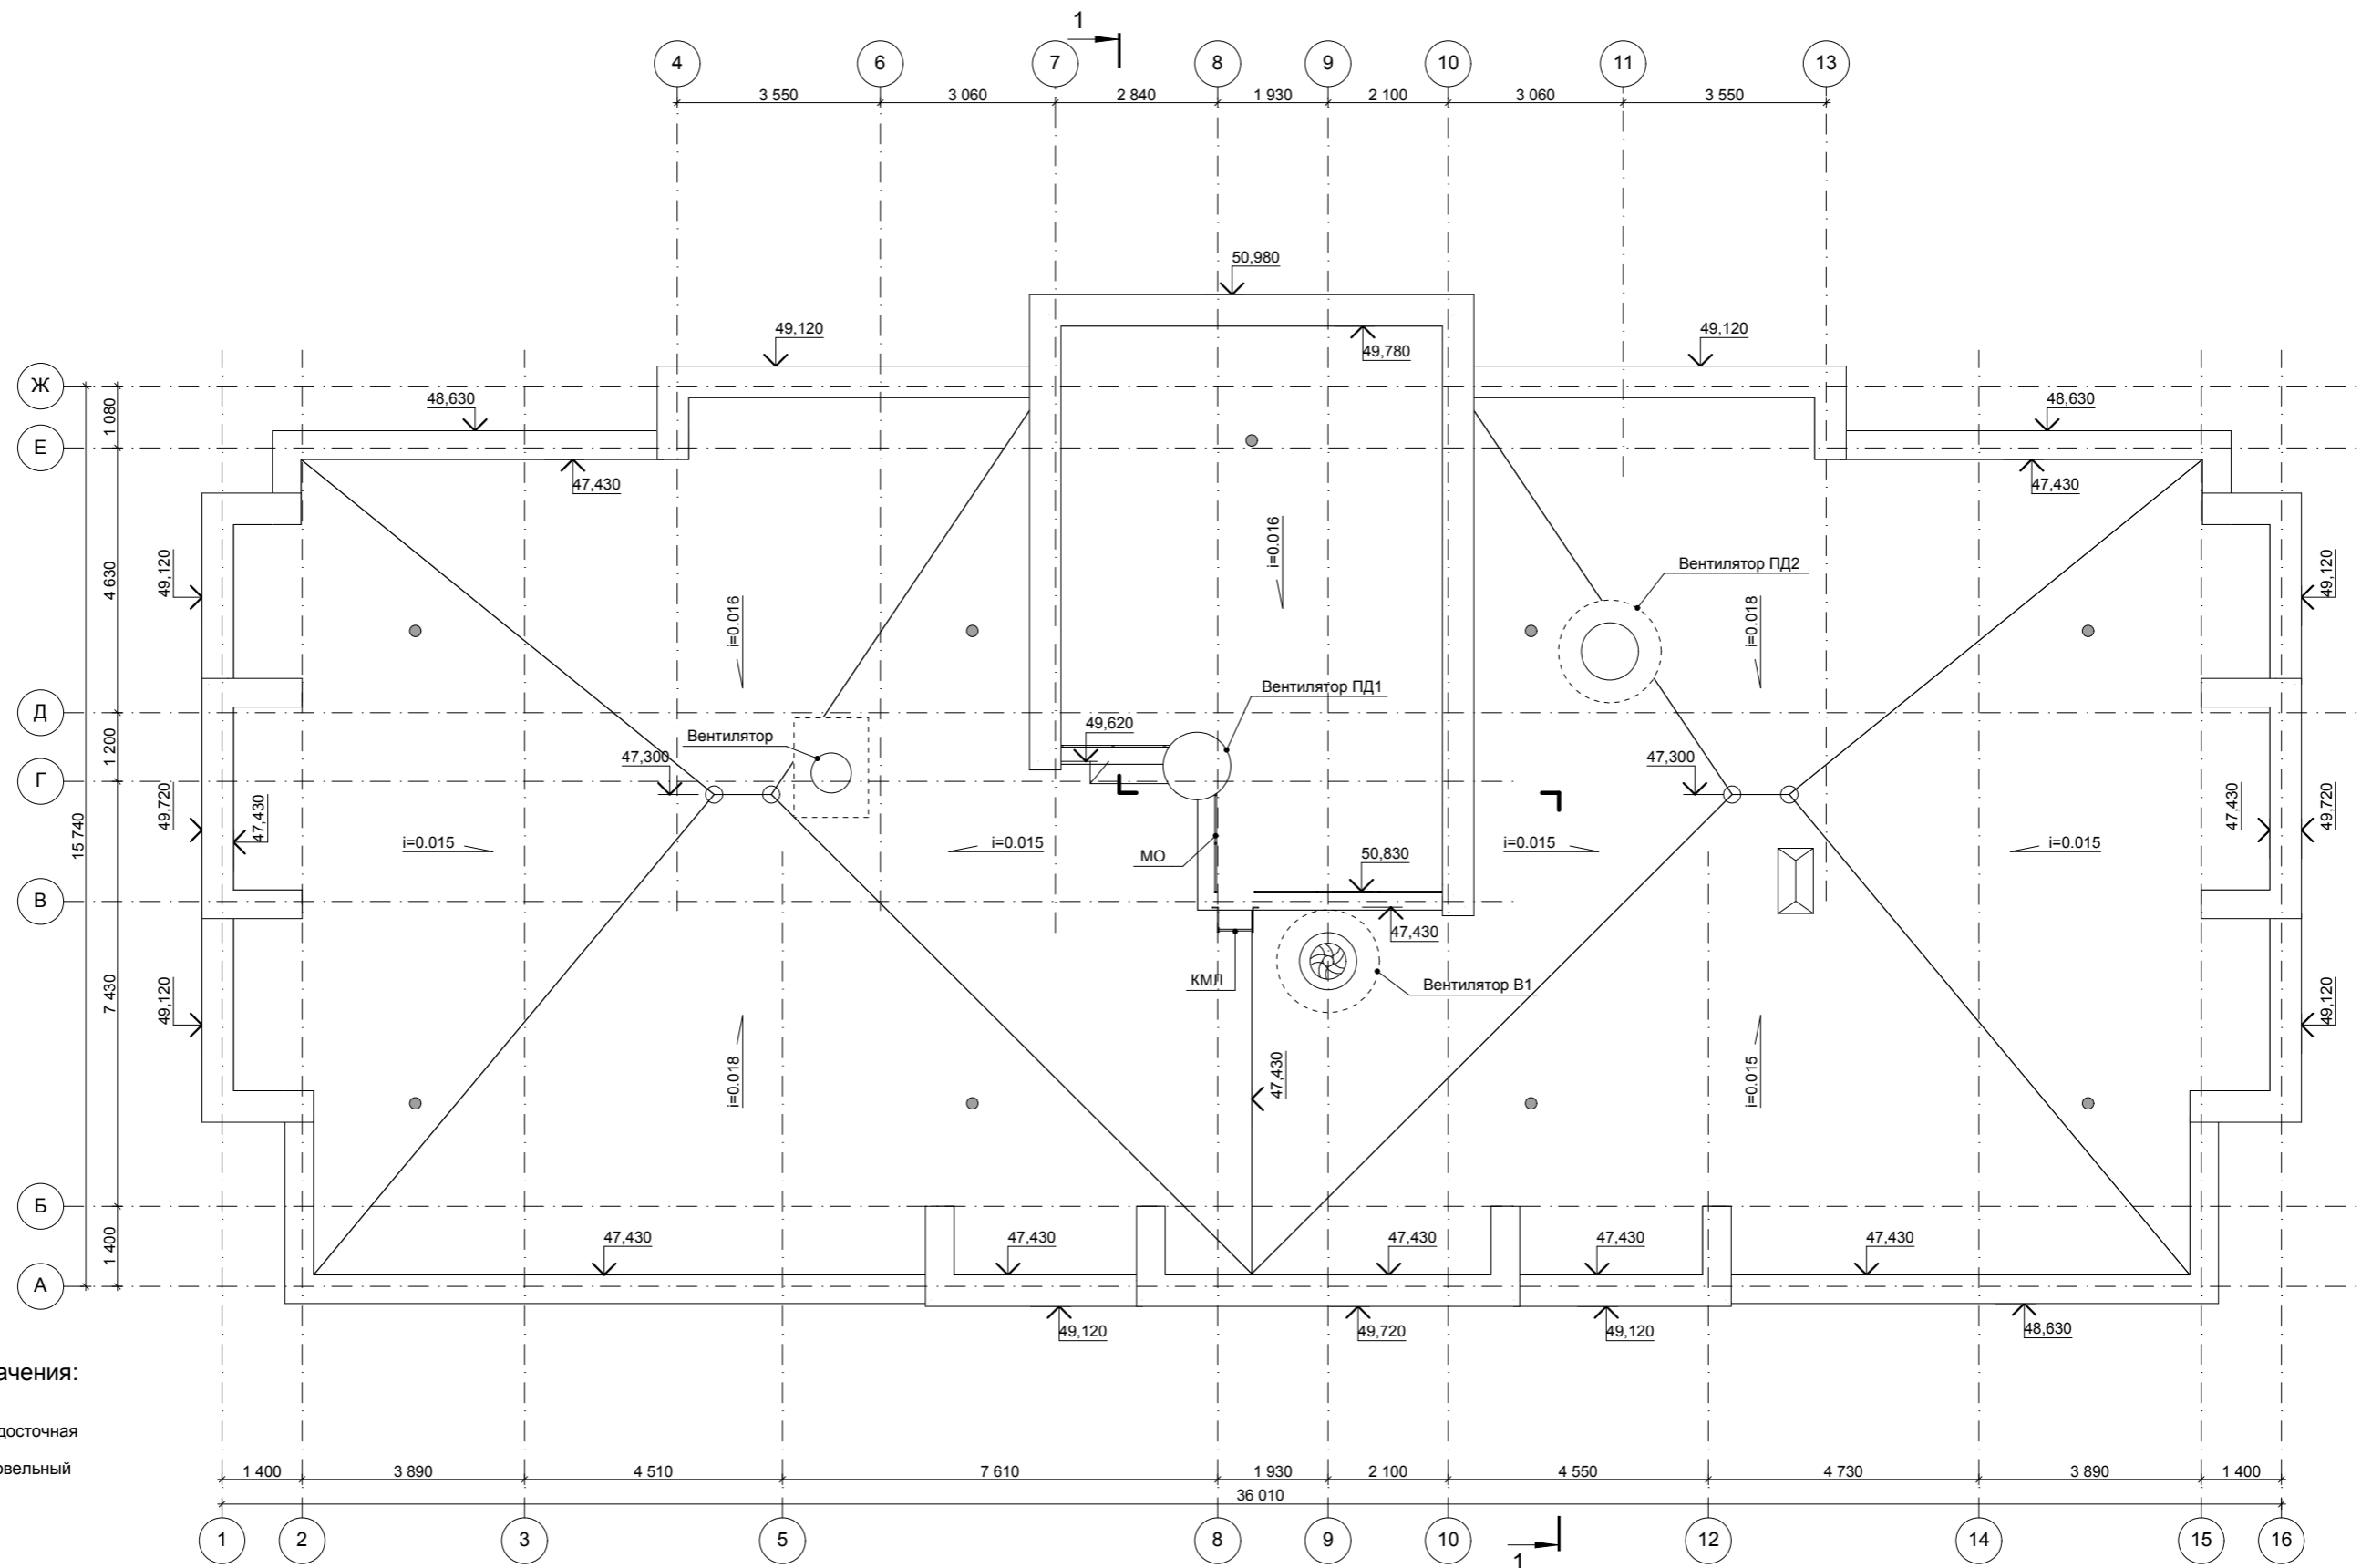 1
4 6 7 8 9 10 11 13
3 550 3 060 2 840 1 930 2 100 3 060 3 550
50,980
49,120 49,120
49,780
Ж
48,630 48,630
1 080
Е
47,430 47,430
i=0.016
49,120 49,120
Вентилятор ПД2
4 630
i=0.016 i=0.018
Вентилятор ПД1
Д
49,620
Вентилятор
1 200
47,300 47,300
Г
49,720 47,430 47,430 49,720
15 740
i=0.015 i=0.015 i=0.015 i=0.015
МО
50,830
В
47,430
КМЛ
Вентилятор В1
7 430
49,120 49,120
i=0.018 47,430 i=0.015
Б
47,430 47,430 47,430 47,430 47,430
1 400
А
49,120 49,720 49,120 48,630
ачения:
досточная
овельный
1 400 3 890 4 510 7 610 1 930 2 100 4 550 4 730 3 890 1 400
36 010
1 2 3 5 8 9 10 12 14 15 16
1